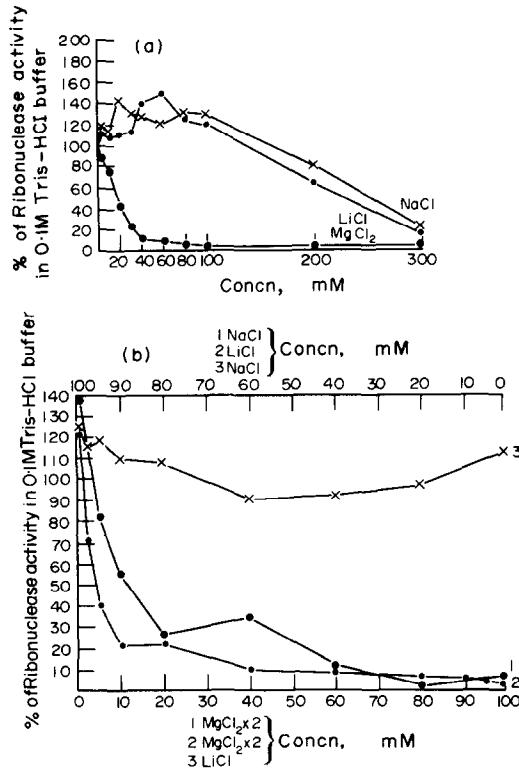 % of Ribonuclease activity
in 0·1M Tris-HCl buffer
(a)
200
180
160
140
120
100
80
60
40
20
0
NaCl
LiCl
MgCl2
20 40 60 80 100 200 300
Concn, mM
(b)
1 NaCl
2 LiCl
3 NaCl
Concn, mM
100 90 80 70 60 50 40 30 20 10 0
% of Ribonuclease activity in 0·1M Tris-HCl buffer
140
130
120
110
100
90
80
70
60
50
40
30
20
10
3
1
2
0 10 20 30 40 50 60 70 80 90 100
1 MgCl2x2
2 MgCl2x2
3 LiCl
Concn, mM